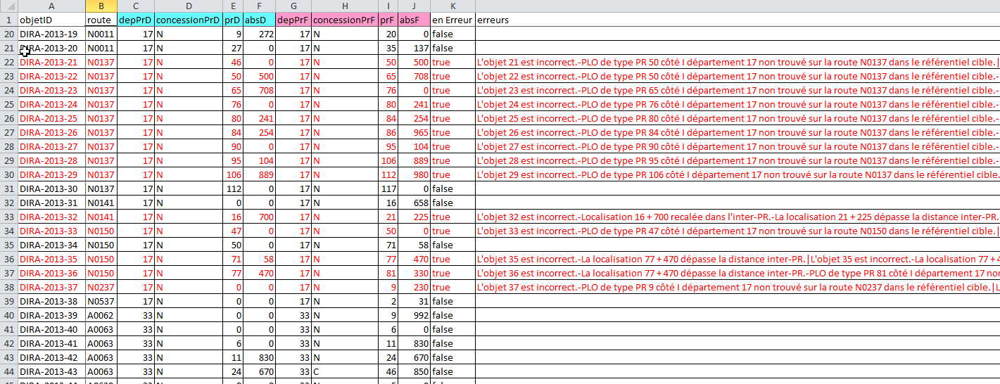 A B C D E F G H I J K
1 objetID route depPrD concessionPrD prD absD depPrF concessionPrF prF absF en Erreur erreurs
20 DIRA-2013-19 N0011 17 N 9 272 17 N 20 0 false
21 DIRA-2013-20 N0011 17 N 27 0 17 N 35 137 false
22 DIRA-2013-21 N0137 17 N 46 0 17 N 50 500 true L'objet 21 est incorrect.-PLO de type PR 50 côté I département 17 non trouvé sur la route N0137 dans le référentiel cible.|
23 DIRA-2013-22 N0137 17 N 50 500 17 N 65 708 true L'objet 22 est incorrect.-PLO de type PR 50 côté I département 17 non trouvé sur la route N0137 dans le référentiel cible.-
24 DIRA-2013-23 N0137 17 N 65 708 17 N 76 0 true L'objet 23 est incorrect.-PLO de type PR 65 côté I département 17 non trouvé sur la route N0137 dans le référentiel cible.-
25 DIRA-2013-24 N0137 17 N 76 0 17 N 80 241 true L'objet 24 est incorrect.-PLO de type PR 76 côté I département 17 non trouvé sur la route N0137 dans le référentiel cible.-
26 DIRA-2013-25 N0137 17 N 80 241 17 N 84 254 true L'objet 25 est incorrect.-PLO de type PR 80 côté I département 17 non trouvé sur la route N0137 dans le référentiel cible.-
27 DIRA-2013-26 N0137 17 N 84 254 17 N 86 965 true L'objet 26 est incorrect.-PLO de type PR 84 côté I département 17 non trouvé sur la route N0137 dans le référentiel cible.-
28 DIRA-2013-27 N0137 17 N 90 0 17 N 95 104 true L'objet 27 est incorrect.-PLO de type PR 90 côté I département 17 non trouvé sur la route N0137 dans le référentiel cible.-
29 DIRA-2013-28 N0137 17 N 95 104 17 N 106 889 true L'objet 28 est incorrect.-PLO de type PR 95 côté I département 17 non trouvé sur la route N0137 dans le référentiel cible.-
30 DIRA-2013-29 N0137 17 N 106 889 17 N 112 980 true L'objet 29 est incorrect.-PLO de type PR 106 côté I département 17 non trouvé sur la route N0137 dans le référentiel cible.
31 DIRA-2013-30 N0137 17 N 112 0 17 N 117 0 false
32 DIRA-2013-31 N0141 17 N 0 0 17 N 16 658 false
33 DIRA-2013-32 N0141 17 N 16 700 17 N 21 225 true L'objet 32 est incorrect.-Localisation 16 + 700 recalée dans l'inter-PR.-La localisation 21 + 225 dépasse la distance inter-PR.
34 DIRA-2013-33 N0150 17 N 47 0 17 N 50 0 true L'objet 33 est incorrect.-PLO de type PR 47 côté I département 17 non trouvé sur la route N0150 dans le référentiel cible.|
35 DIRA-2013-34 N0150 17 N 50 0 17 N 71 58 false
36 DIRA-2013-35 N0150 17 N 71 58 17 N 77 470 true L'objet 35 est incorrect.-La localisation 77 + 470 dépasse la distance inter-PR.|L'objet 35 est incorrect.-La localisation 77 + 4
37 DIRA-2013-36 N0150 17 N 77 470 17 N 81 330 true L'objet 36 est incorrect.-La localisation 77 + 470 dépasse la distance inter-PR.-PLO de type PR 81 côté I département 17 non
38 DIRA-2013-37 N0237 17 N 0 0 17 N 9 230 true L'objet 37 est incorrect.-PLO de type PR 9 côté I département 17 non trouvé sur la route N0237 dans le référentiel cible.|L
39 DIRA-2013-38 N0537 17 N 0 0 17 N 2 31 false
40 DIRA-2013-39 A0062 33 N 0 0 33 N 9 992 false
41 DIRA-2013-40 A0063 33 N 0 0 33 N 6 0 false
42 DIRA-2013-41 A0063 33 N 6 0 33 N 11 830 false
43 DIRA-2013-42 A0063 33 N 11 830 33 N 24 670 false
44 DIRA-2013-43 A0063 33 N 24 670 33 C 46 850 false